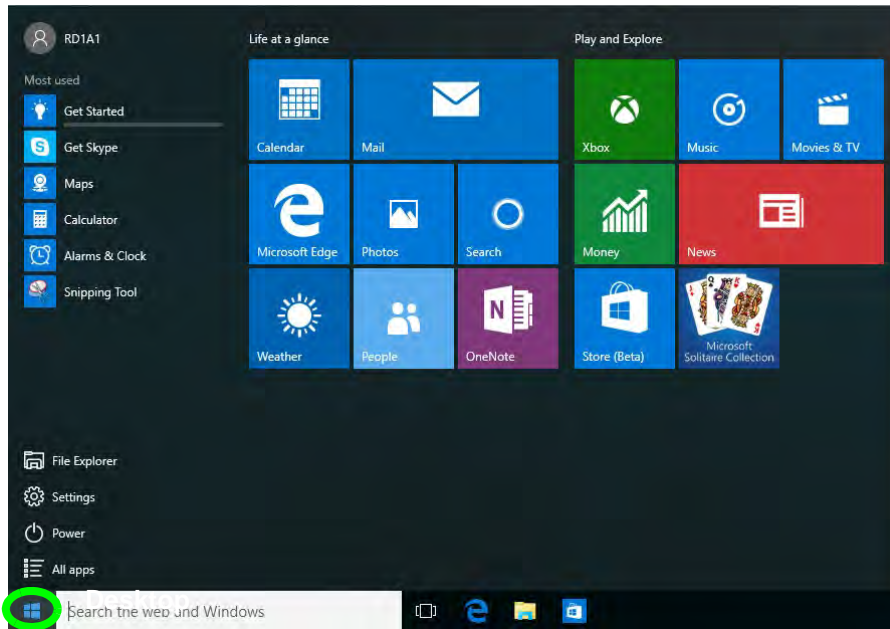 RD1A1
Most used
Get Started
Get Skype
Maps
Calculator
Alarms & Clock
Snipping Tool
File Explorer
Settings
Power
All apps
Life at a glance
Calendar
Mail
Microsoft Edge
Photos
Search
Weather
People
OneNote
Play and Explore
Xbox
Music
Movies & TV
Money
News
Store (Beta)
Microsoft
Solitaire Collection
Desktop
Search the web and Windows